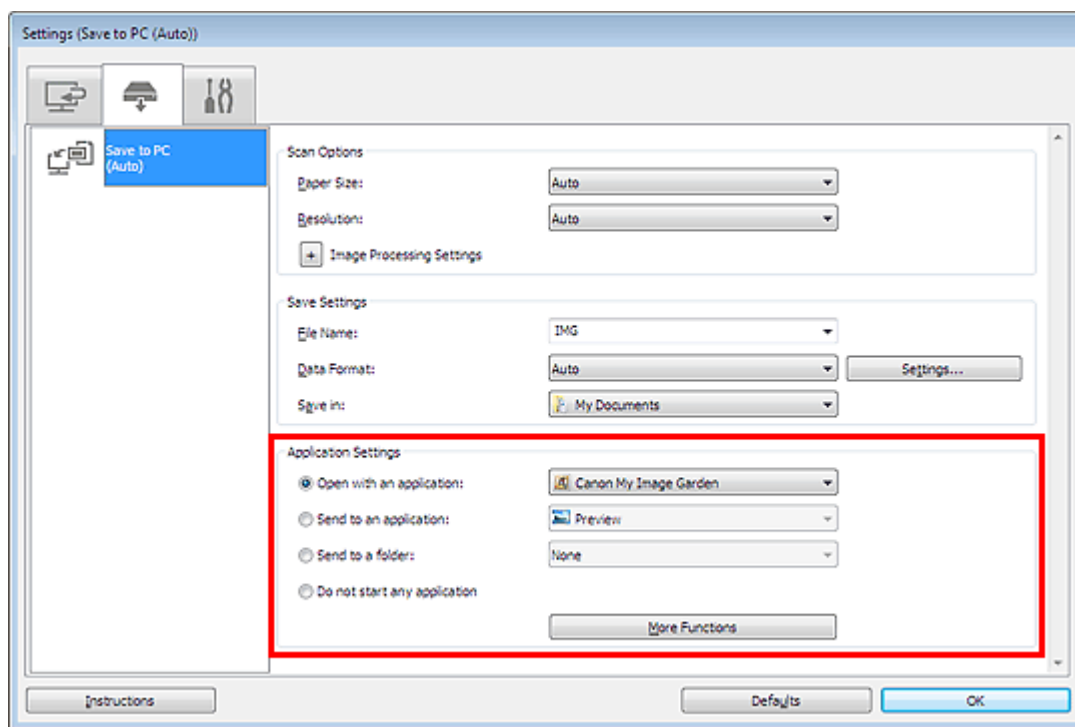 Settings (Save to PC (Auto))
Save to PC
(Auto)
Scan Options
Paper Size: Auto
Resolution: Auto
+ Image Processing Settings
Save Settings
File Name: IMG
Data Format: Auto Settings...
Save in: My Documents
Application Settings
Open with an application: Canon My Image Garden
Send to an application: Preview
Send to a folder: None
Do not start any application
More Functions
Instructions Defaults OK